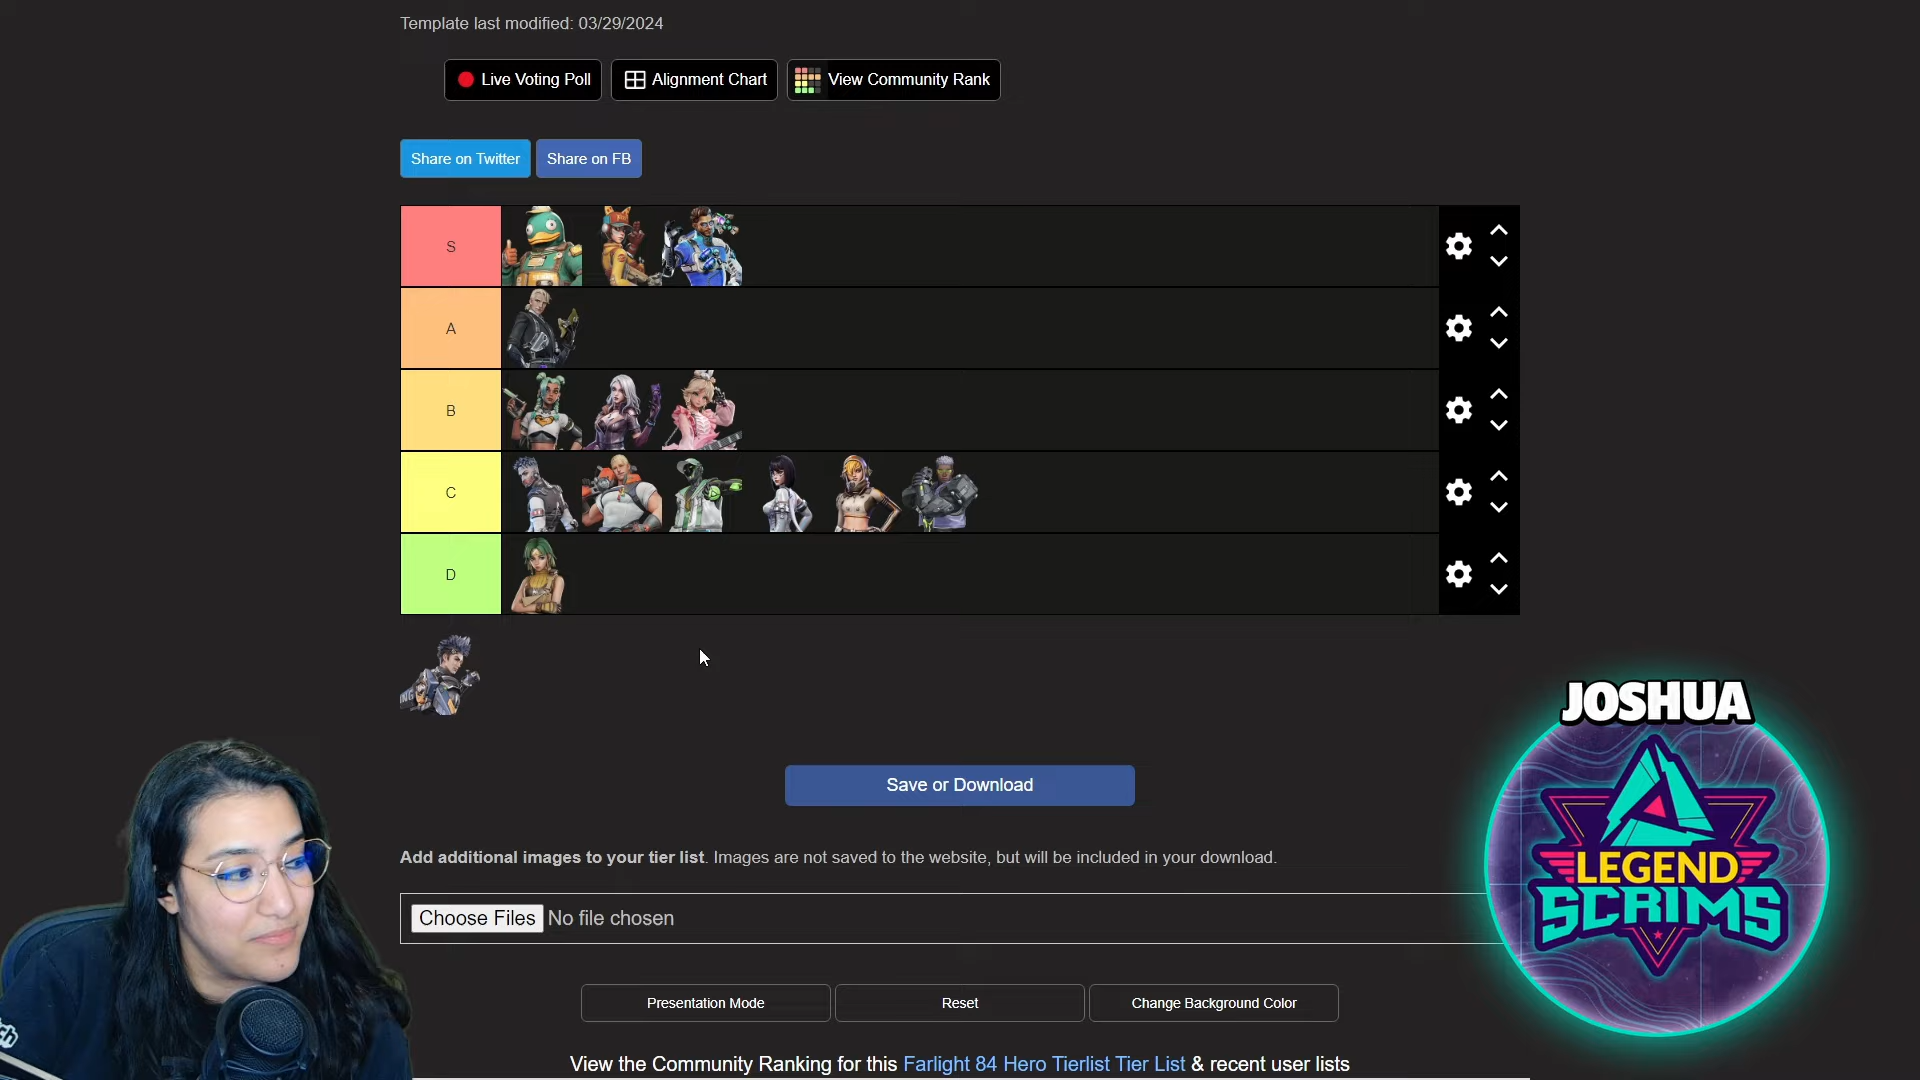 Template last modified: 03/29/2024
Live Voting Poll
Alignment Chart
View Community Rank
Share on Twitter
Share on FB
S
A
B
C
D
JOSHUA
LEGEND
SCRIMS
Save or Download
Add additional images to your tier list. Images are not saved to the website, but will be included in your download.
Choose Files No file chosen
Presentation Mode
Reset
Change Background Color
View the Community Ranking for this Farlight 84 Hero Tierlist Tier List & recent user lists